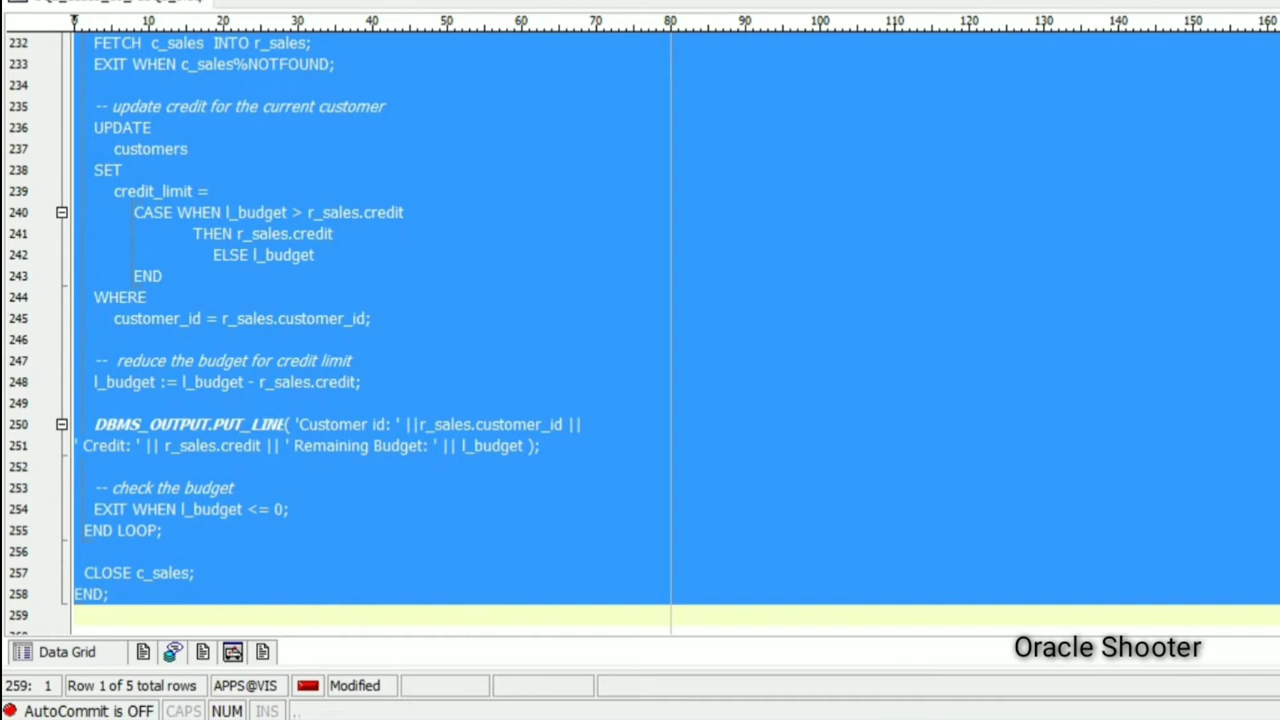 0 10 20 30 40 50 60 70 80 90 100 110 120 130 140 150 160
232 FETCH c_sales INTO r_sales;
233 EXIT WHEN c_sales%NOTFOUND;
234
235 -- update credit for the current customer
236 UPDATE
237 customers
238 SET
239 credit_limit =
240 CASE WHEN l_budget > r_sales.credit
241 THEN r_sales.credit
242 ELSE l_budget
243 END
244 WHERE
245 customer_id = r_sales.customer_id;
246
247 -- reduce the budget for credit limit
248 l_budget := l_budget - r_sales.credit;
249
250 DBMS_OUTPUT.PUT_LINE( 'Customer id: ' ||r_sales.customer_id ||
251 ' Credit: ' || r_sales.credit || ' Remaining Budget: ' || l_budget );
252
253 -- check the budget
254 EXIT WHEN l_budget <= 0;
255 END LOOP;
256
257 CLOSE c_sales;
258 END;
259
Data Grid
Oracle Shooter
259: 1 Row 1 of 5 total rows APPS@VIS Modified
AutoCommit is OFF CAPS NUM INS